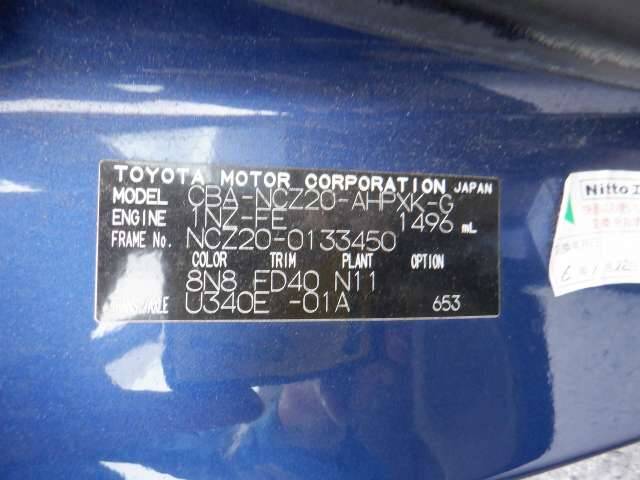 TOYOTA MOTOR CORPORATION JAPAN
MODEL CBA-NCZ20-AHPXK-G
ENGINE 1NZ-FE 1496 mL
FRAME No. NCZ20-0133450
COLOR TRIM PLANT OPTION
8N8 FD40 N11
U340E -01A 653
Nitto